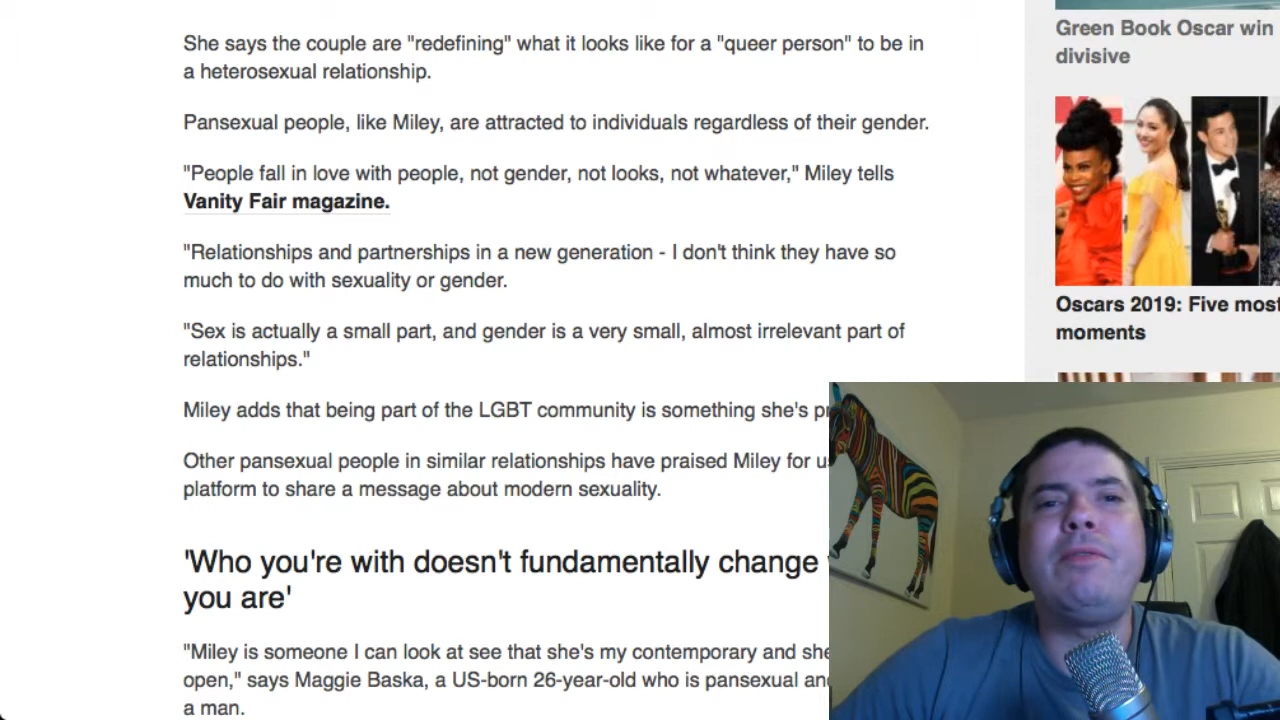 She says the couple are "redefining" what it looks like for a "queer person" to be in
a heterosexual relationship.
Pansexual people, like Miley, are attracted to individuals regardless of their gender.
"People fall in love with people, not gender, not looks, not whatever," Miley tells
Vanity Fair magazine.
"Relationships and partnerships in a new generation - I don't think they have so
much to do with sexuality or gender.
"Sex is actually a small part, and gender is a very small, almost irrelevant part of
relationships."
Miley adds that being part of the LGBT community is something she's
Other pansexual people in similar relationships have praised Miley for
platform to share a message about modern sexuality.
'Who you're with doesn't fundamentally change
you are'
"Miley is someone I can look at see that she's my contemporary and
open," says Maggie Baska, a US-born 26-year-old who is pansexual
a man.
Green Book Oscar win
divisive
Oscars 2019: Five most
moments